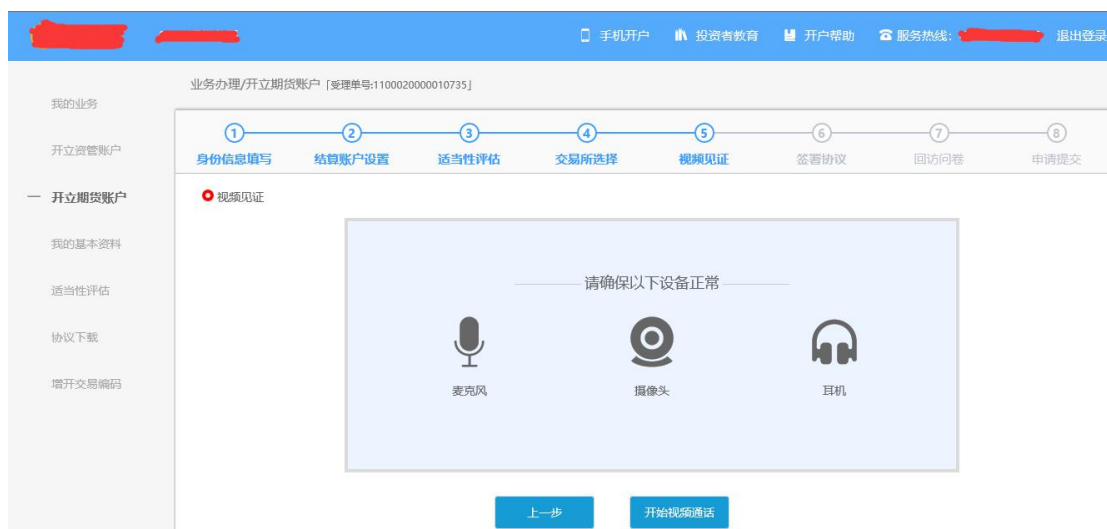 手机开户 投资者教育 开户帮助 服务热线: 退出登录
业务办理/开立期货账户「受理单号:1100020000010735」
我的业务
开立资管账户
一 开立期货账户
我的基本资料
适当性评估
协议下载
增开交易编码
1 2 3 4 5 6 7 8
身份信息填写 结算账户设置 适当性评估 交易所选择 视频见证 签署协议 回访问卷 申请提交
视频见证
请确保以下设备正常
麦克风 摄像头 耳机
上一步 开始视频通话